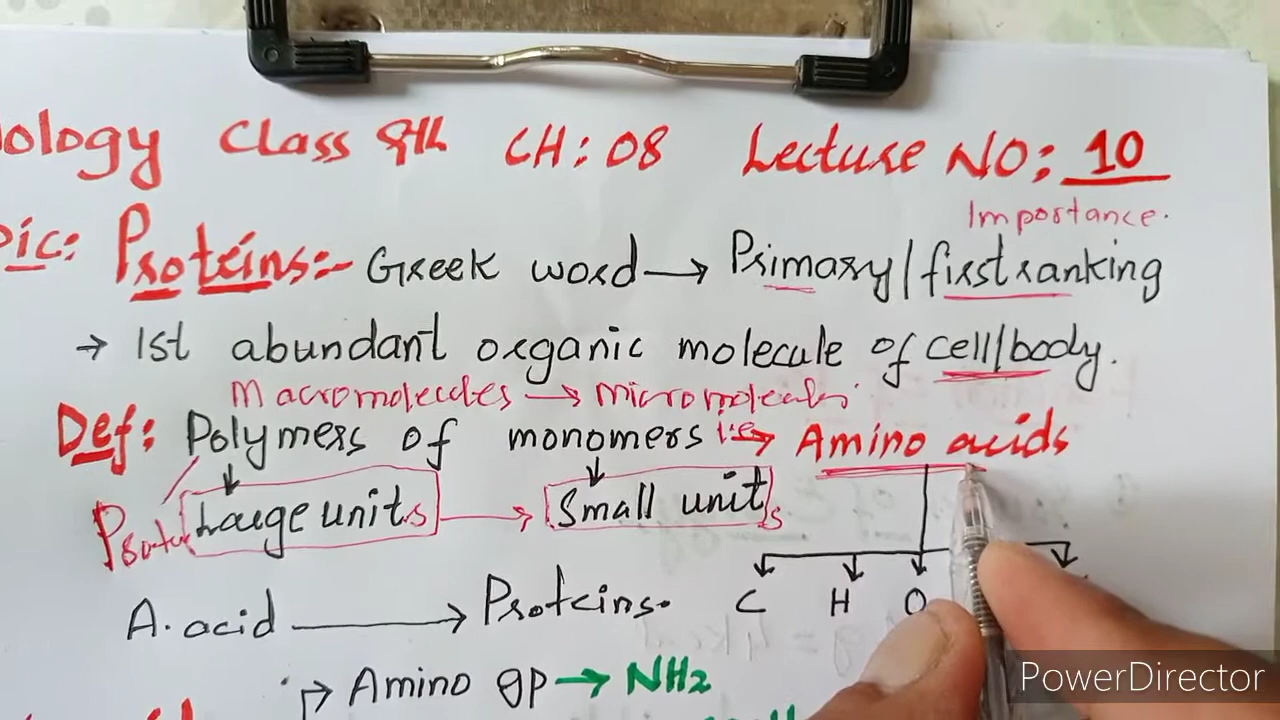 ology Class 9th CH: 08 Lecture NO: 10
Importance.
pic: Proteins:- Greek word → Primary/first ranking
→ 1st abundant organic molecule of cell/body.
Macromolecules → Micromolecules
Def: Polymers of monomers i.e → Amino acids
Large units → Small units
A. acid → Proteins.
C H O
Amino gp → NH2
PowerDirector